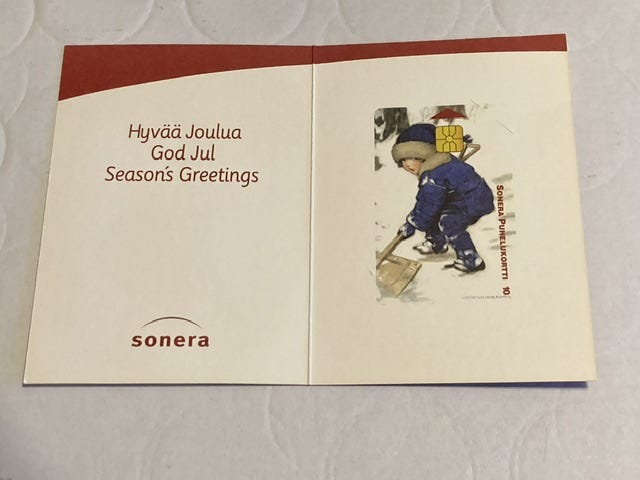 Hyvää Joulua
God Jul
Season's Greetings
sonera
SONERA PUHELUKORTTI 10